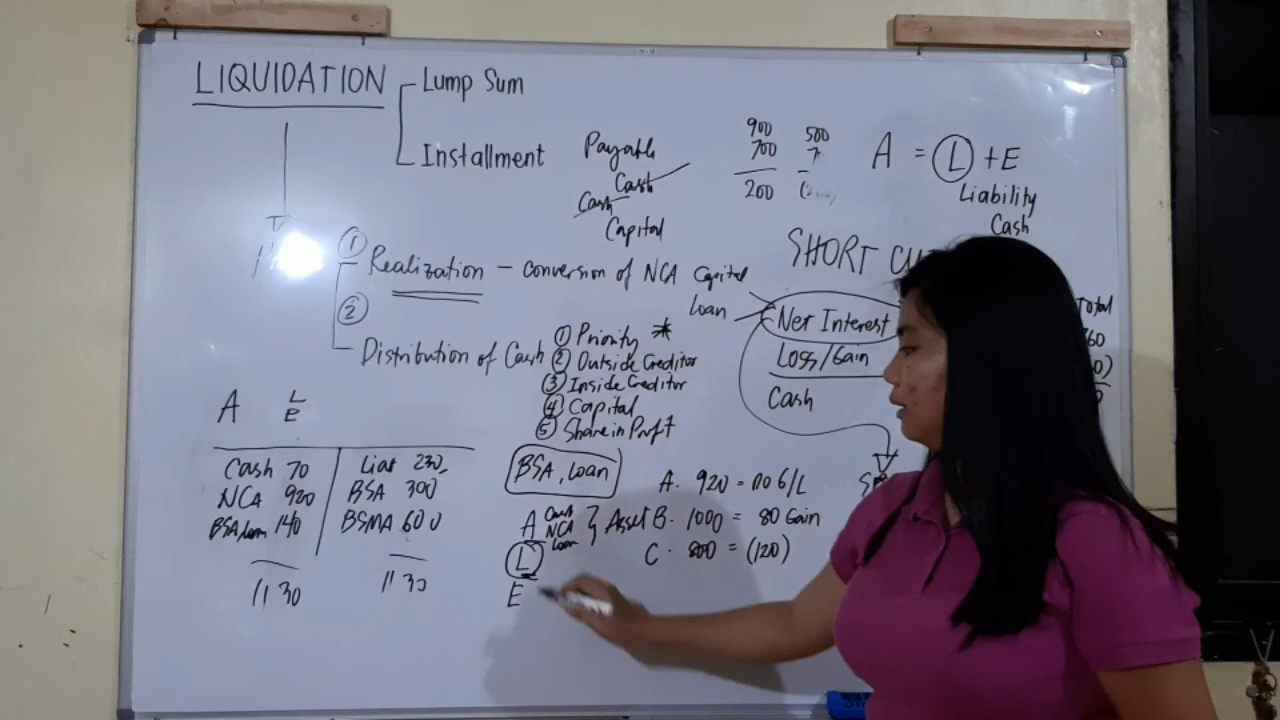 LIQUIDATION
Lump Sum
Installment
Payable
Cash
Cash
Capital
900
700
200
500
7
A = L + E
Liability
Cash
SHORT
1 Realization - conversion of NCA
Capital
Loan
Net Interest
Loss/Gain
Cash
Total
2
Distribution of Cash
1 Priority *
2 Outside Creditor
3 Inside Creditor
4 Capital
5 Share in Profit
A L
E
Cash 70
NCA 920
BSA Loan 140
1130
Liab 230
BSA 300
BSMA 600
1130
BSA, Loan
A Cash
NCA
Loan
Asset
L
E
A. 920 = no G/L
B. 1000 = 80 Gain
C. 800 = (120)